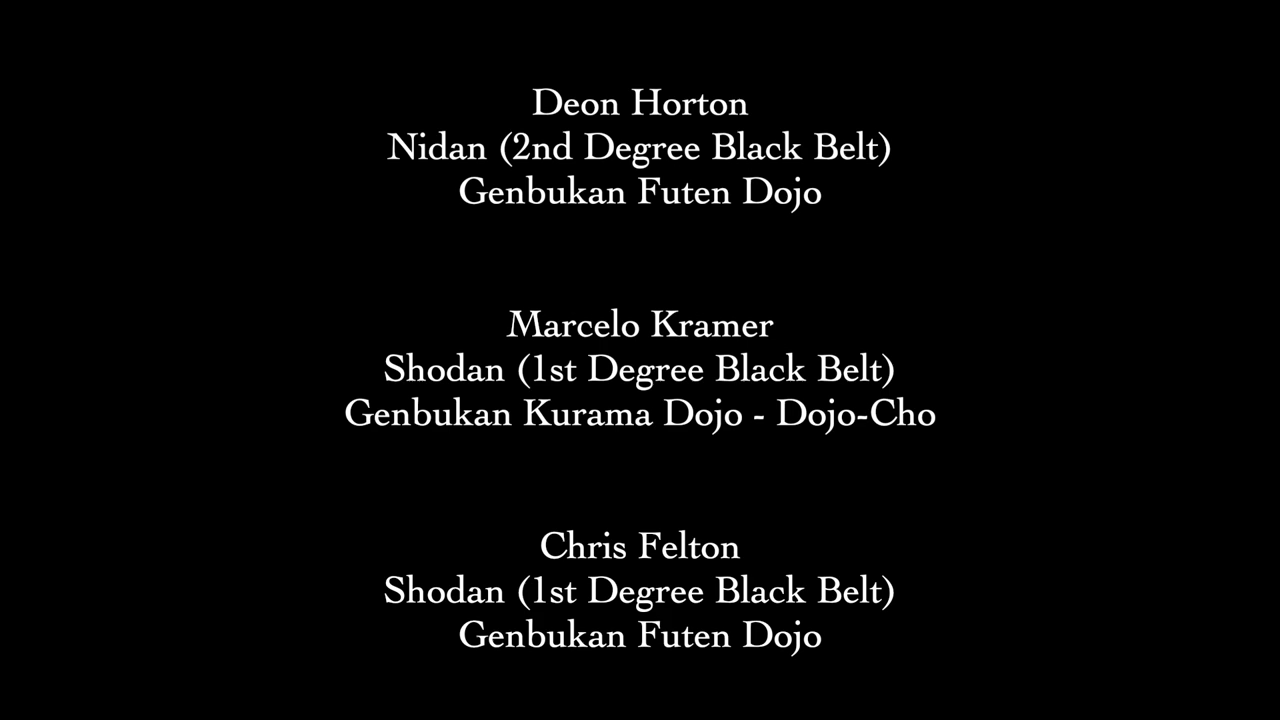 Deon Horton
Nidan (2nd Degree Black Belt)
Genbukan Futen Dojo
Marcelo Kramer
Shodan (1st Degree Black Belt)
Genbukan Kurama Dojo - Dojo-Cho
Chris Felton
Shodan (1st Degree Black Belt)
Genbukan Futen Dojo